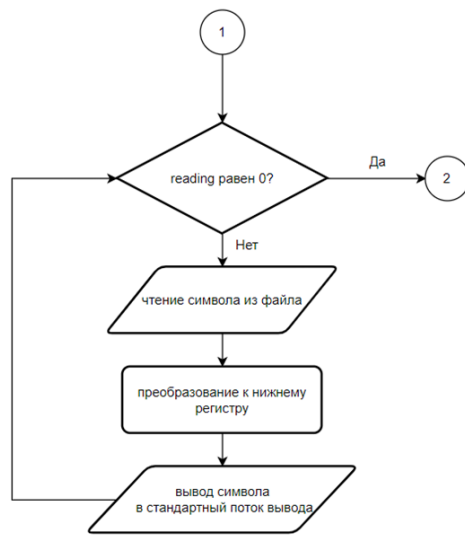 1
reading равен 0?
Да
2
Нет
чтение символа из файла
преобразование к нижнему
регистру
вывод символа
в стандартный поток вывода